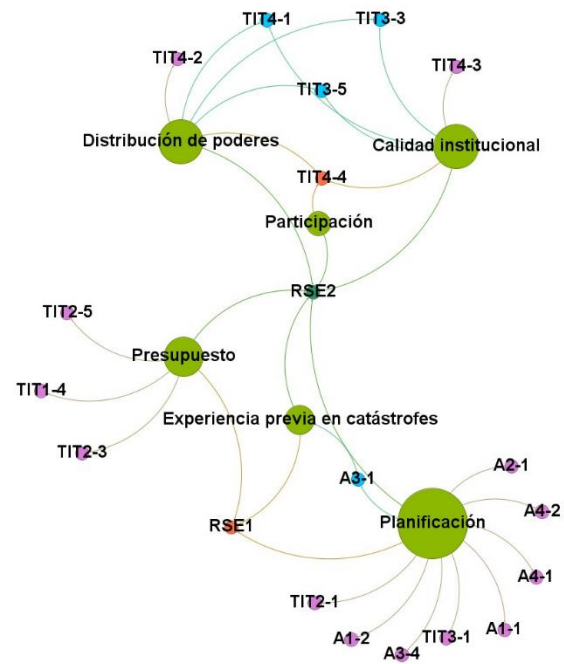 TIT4-1
TIT3-3
TIT4-2
TIT4-3
TIT3-5
Distribución de poderes
Calidad institucional
TIT4-4
Participación
RSE2
TIT2-5
Presupuesto
TIT1-4
Experiencia previa en catástrofes
TIT2-3
A2-1
A3-1
A4-2
RSE1
Planificación
A4-1
TIT2-1
A1-1
A1-2
TIT3-1
A3-4